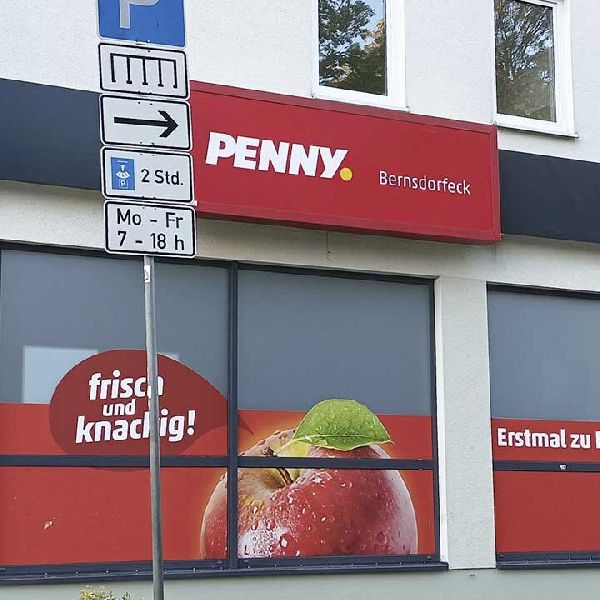 P
2 Std.
Mo - Fr
7 - 18 h
PENNY.
Bernsdorfeck
frisch
und
knackig!
Erstmal zu